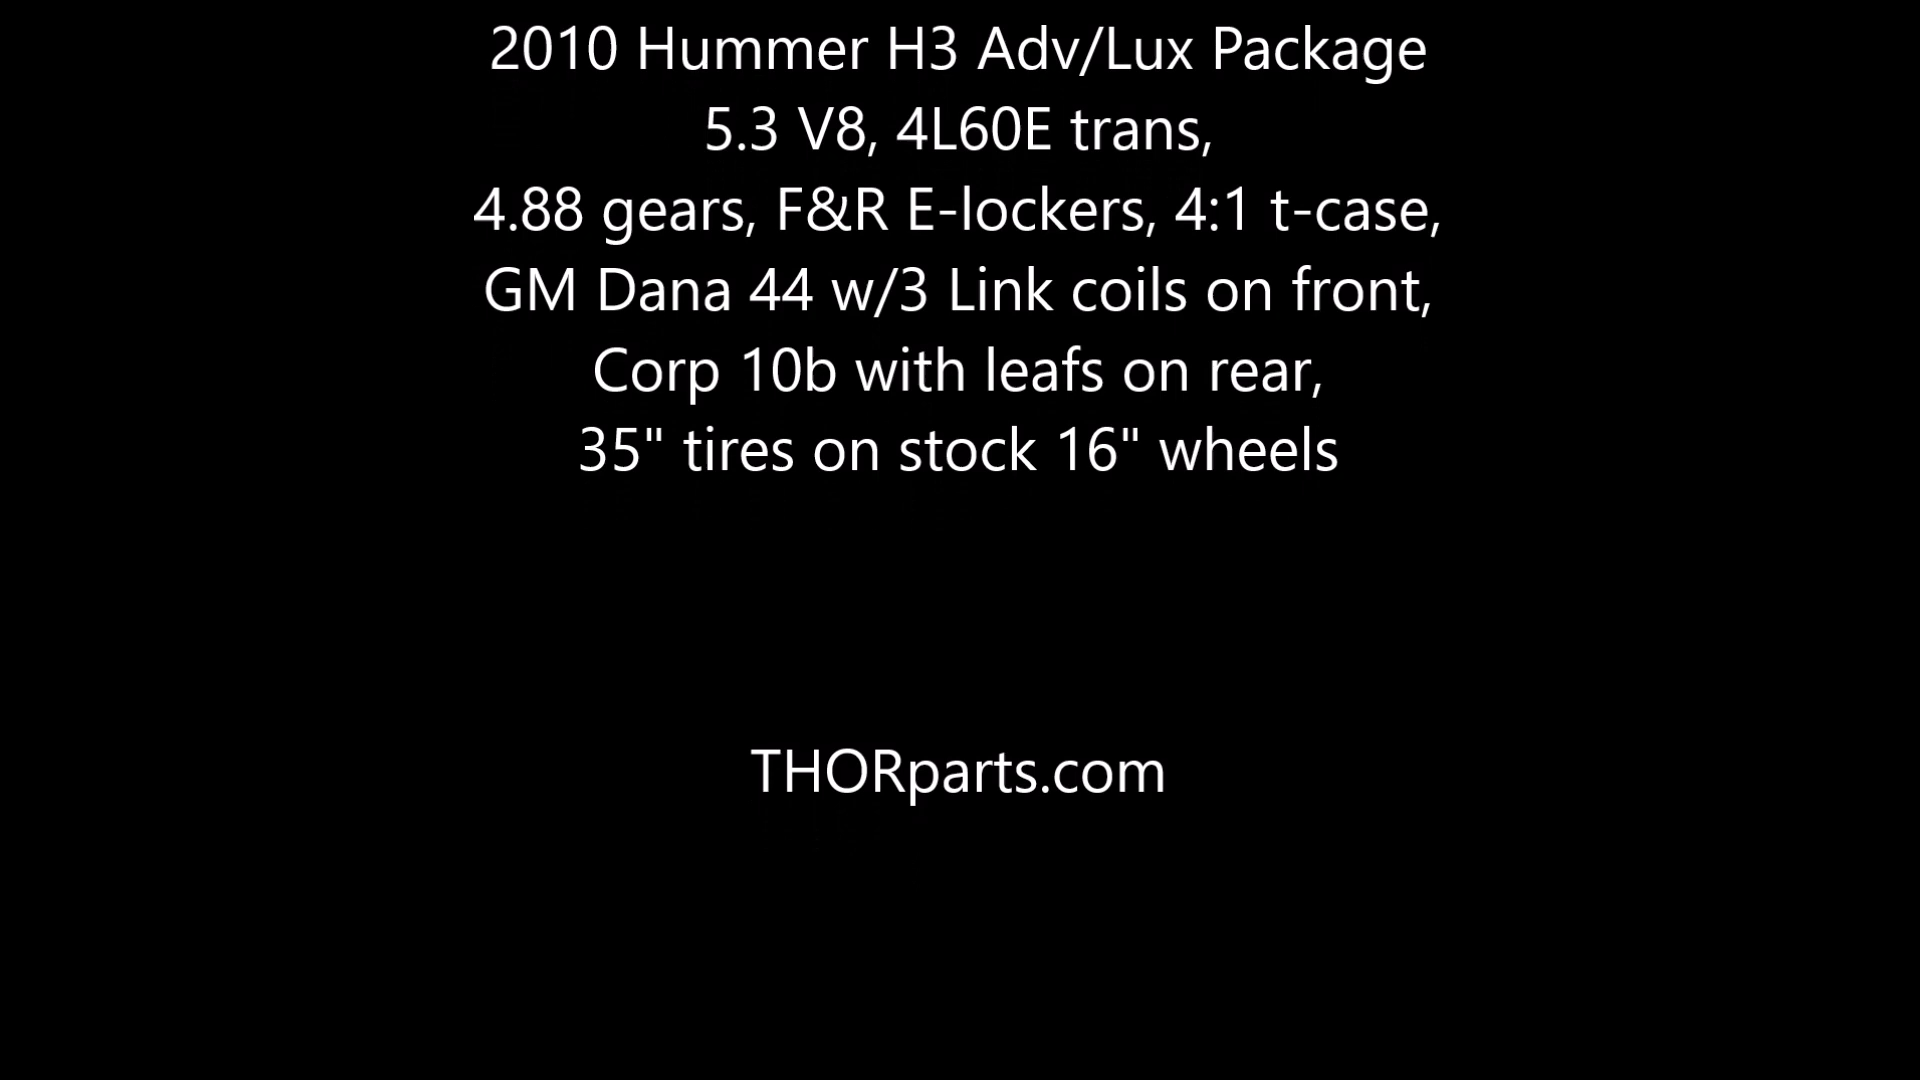 2010 Hummer H3 Adv/Lux Package
5.3 V8, 4L60E trans,
4.88 gears, F&R E-lockers, 4:1 t-case,
GM Dana 44 w/3 Link coils on front,
Corp 10b with leafs on rear,
35" tires on stock 16" wheels
THORparts.com